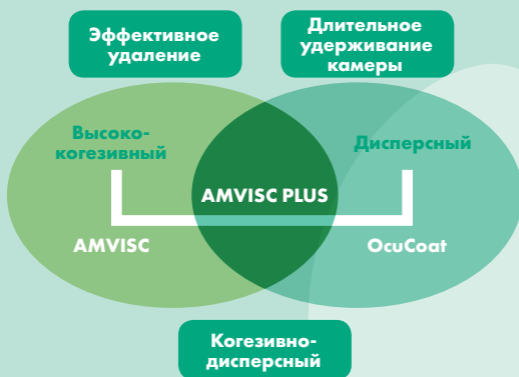 Эффективное
удаление
Длительное
удерживание
камеры
Высоко-
когезивный
Дисперсный
AMVISC PLUS
AMVISC
OcuCoat
Когезивно-
дисперсный